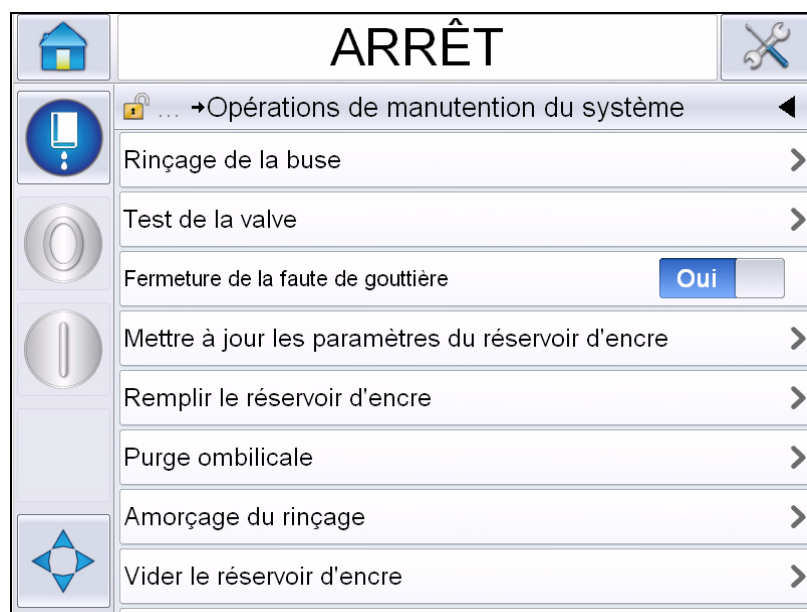 ARRÊT
... →Opérations de manutention du système
Rinçage de la buse
Test de la valve
Fermeture de la faute de gouttière
Oui
Mettre à jour les paramètres du réservoir d'encre
Remplir le réservoir d'encre
Purge ombilicale
Amorçage du rinçage
Vider le réservoir d'encre